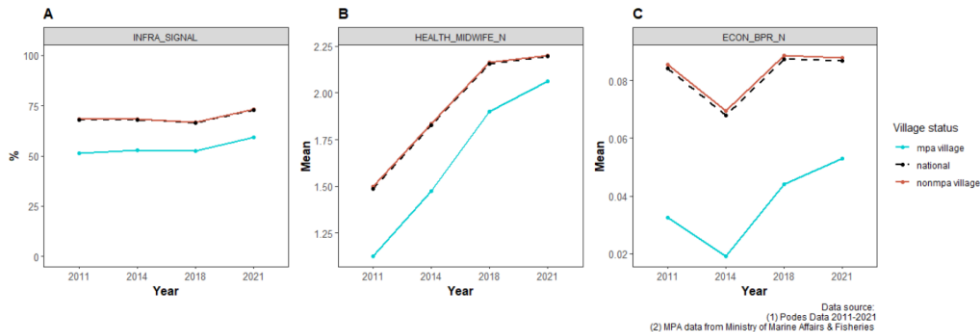 A
INFRA_SIGNAL
100
75
50
25
0
%
2011 2014 2018 2021
Year
B
HEALTH_MIDWIFE_N
2.25
2.00
1.75
1.50
1.25
Mean
2011 2014 2018 2021
Year
C
ECON_BPR_N
0.08
0.06
0.04
0.02
Mean
2011 2014 2018 2021
Year
Village status
mpa village
national
nonmpa village
Data source:
(1) Podes Data 2011-2021
(2) MPA data from Ministry of Marine Affairs & Fisheries